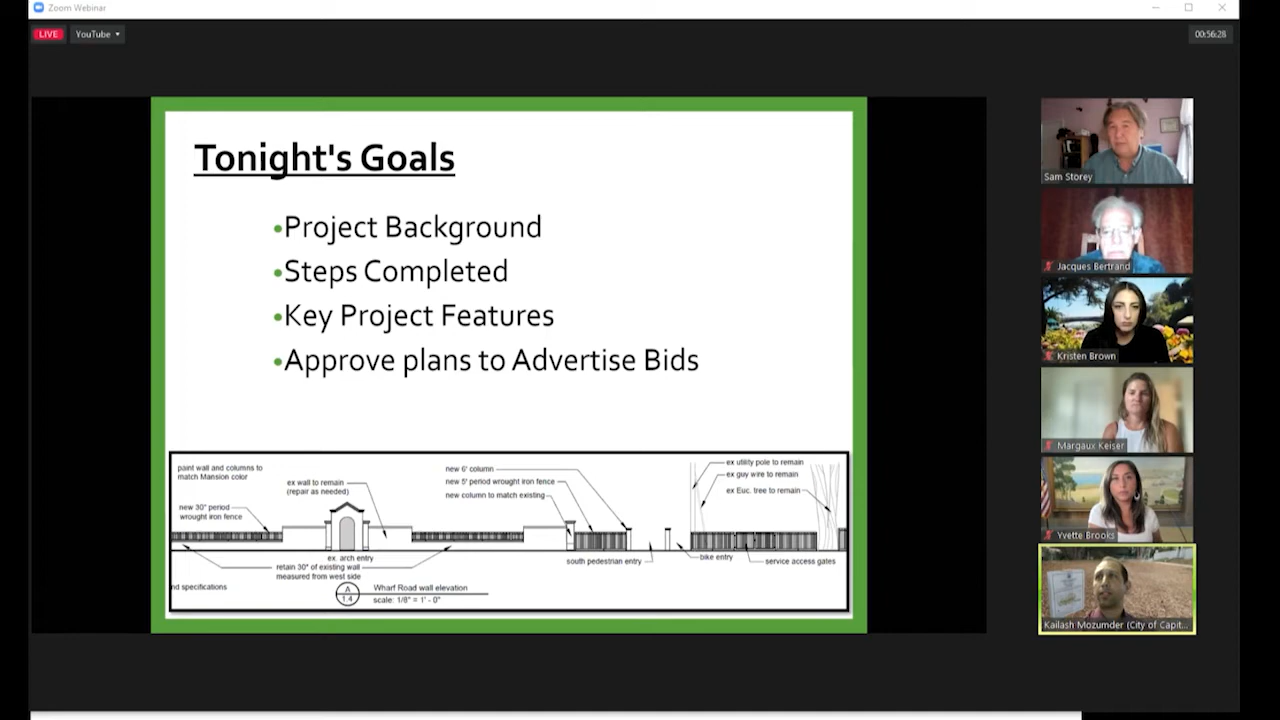 Zoom Webinar
LIVE
YouTube
00:56:28
Tonight's Goals
•Project Background
•Steps Completed
•Key Project Features
•Approve plans to Advertise Bids
paint wall and columns to
match Mansion color
new 30" period
wrought iron fence
ex wall to remain
(repair as needed)
ex. arch entry
retain 30" of existing wall
measured from west side
nd specifications
A
1.4
Wharf Road wall elevation
scale: 1/8" = 1' - 0"
new 6' column
new 5' period wrought iron fence
new column to match existing
south pedestrian entry
bike entry
service access gates
ex utility pole to remain
ex guy wire to remain
ex Euc. tree to remain
Sam Storey
Jacques Bertrand
Kristen Brown
Margaux Keiser
Yvette Brooks
Kailash Mozumder (City of Capit...